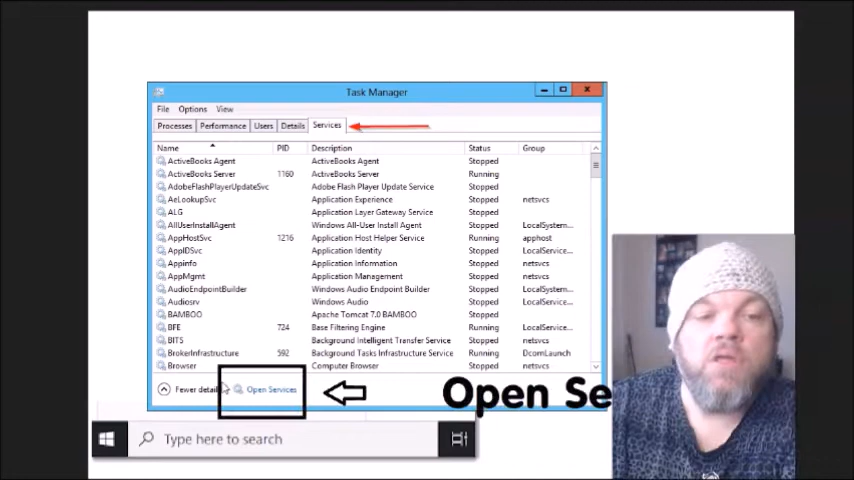 Task Manager
File Options View
Processes Performance Users Details Services
Name PID Description Status Group
ActiveBooks Agent ActiveBooks Agent Stopped
ActiveBooks Server 1160 ActiveBooks Server Running
AdobeFlashPlayerUpdateSvc Adobe Flash Player Update Service Stopped
AeLookupSvc Application Experience Stopped netsvcs
ALG Application Layer Gateway Service Stopped
AllUserInstallAgent Windows All-User Install Agent Stopped LocalSystem...
AppHostSvc 1216 Application Host Helper Service Running apphost
AppIDSvc Application Identity Stopped LocalService...
Appinfo Application Information Stopped netsvcs
AppMgmt Application Management Stopped netsvcs
AudioEndpointBuilder Windows Audio Endpoint Builder Stopped LocalSystem...
Audiosrv Windows Audio Stopped LocalService...
BAMBOO Apache Tomcat 7.0 BAMBOO Stopped
BFE 724 Base Filtering Engine Running LocalService...
BITS Background Intelligent Transfer Service Stopped netsvcs
BrokerInfrastructure 592 Background Tasks Infrastructure Service Running DcomLaunch
Browser Computer Browser Stopped netsvcs
Fewer detail Open Services
Open Se
Type here to search